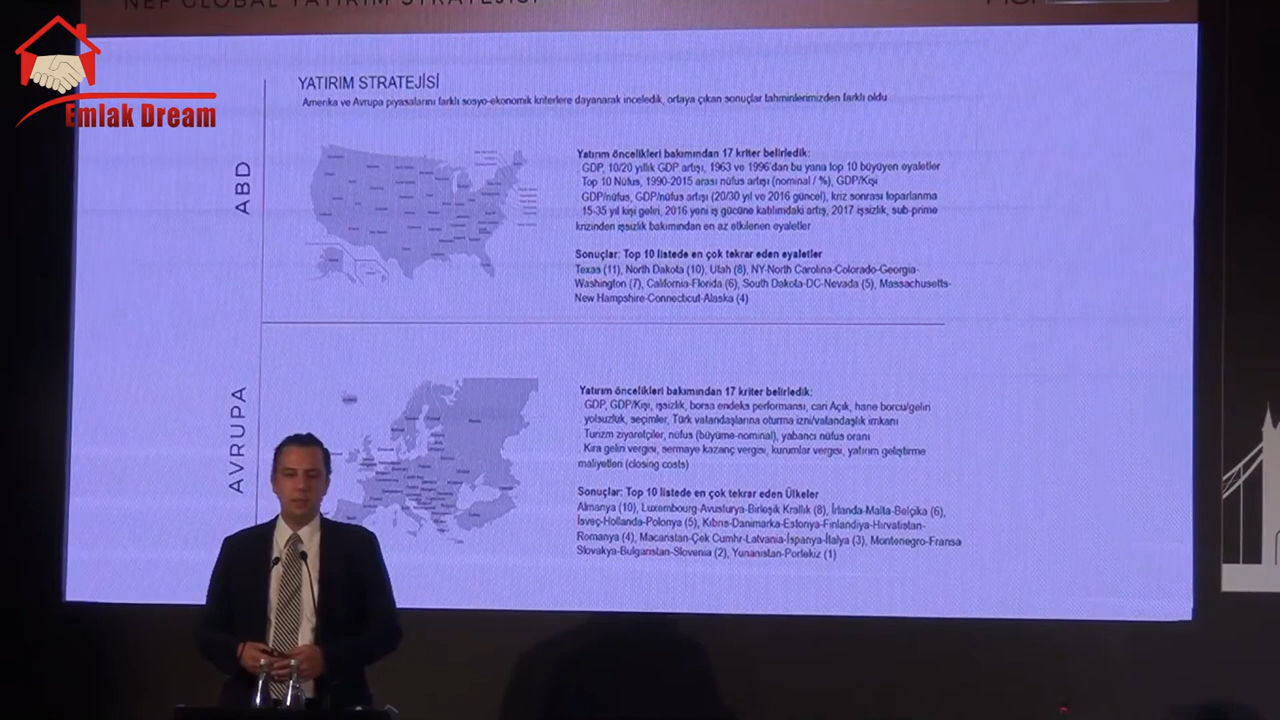 NEF GLOBAL YATIRIM STRATEJİSİ
Emlak Dream
YATIRIM STRATEJİSİ
Amerika ve Avrupa piyasalarını farklı sosyo-ekonomik kriterlere dayanarak inceledik, ortaya çıkan sonuçlar tahminlerimizden farklı oldu
ABD
Yatırım öncelikleri bakımından 17 kriter belirledik:
GDP, 10/20 yıllık GDP artışı, 1963 ve 1996'dan bu yana top 10 büyüyen eyaletler
Top 10 Nüfus, 1990-2015 arası nüfus artışı (nominal / %), GDP/Kişi
GDP/nüfus, GDP/nüfus artışı (20/30 yıl ve 2016 güncel), kriz sonrası toparlanma
15-35 yıl kişi geliri, 2016 yeni iş gücüne katılımdaki artış, 2017 işsizlik, sub-prime
krizinden işsizlik bakımından en az etkilenen eyaletler
Sonuçlar: Top 10 listede en çok tekrar eden eyaletler
Texas (11), North Dakota (10), Utah (8), NY-North Carolina-Colorado-Georgia-
Washington (7), California-Florida (6), South Dakota-DC-Nevada (5), Massachusetts-
New Hampshire-Connecticut-Alaska (4)
AVRUPA
Yatırım öncelikleri bakımından 17 kriter belirledik:
GDP, GDP/Kişi, işsizlik, borsa endeks performansı, cari Açık, hane borcu/geliri
yolsuzluk, seçimler, Türk vatandaşlarına oturma izni/vatandaşlık imkanı
Turizm ziyaretçiler, nüfus (büyüme-nominal), yabancı nüfus oranı
Kira gelir vergisi, sermaye kazanç vergisi, kurumlar vergisi, yatırım geliştirme
maliyetleri (closing costs)
Sonuçlar: Top 10 listede en çok tekrar eden Ülkeler
Almanya (10), Luxembourg-Avusturya-Birleşik Krallık (8), İrlanda-Malta-Belçika (6),
İsveç-Hollanda-Polonya (5), Kıbrıs-Danimarka-Estonya-Finlandiya-Hırvatistan-
Romanya (4), Macaristan-Çek Cumhr-Latvania-İspanya-İtalya (3), Montenegro-Fransa
Slovakya-Bulgaristan-Slovenia (2), Yunanistan-Portekiz (1)